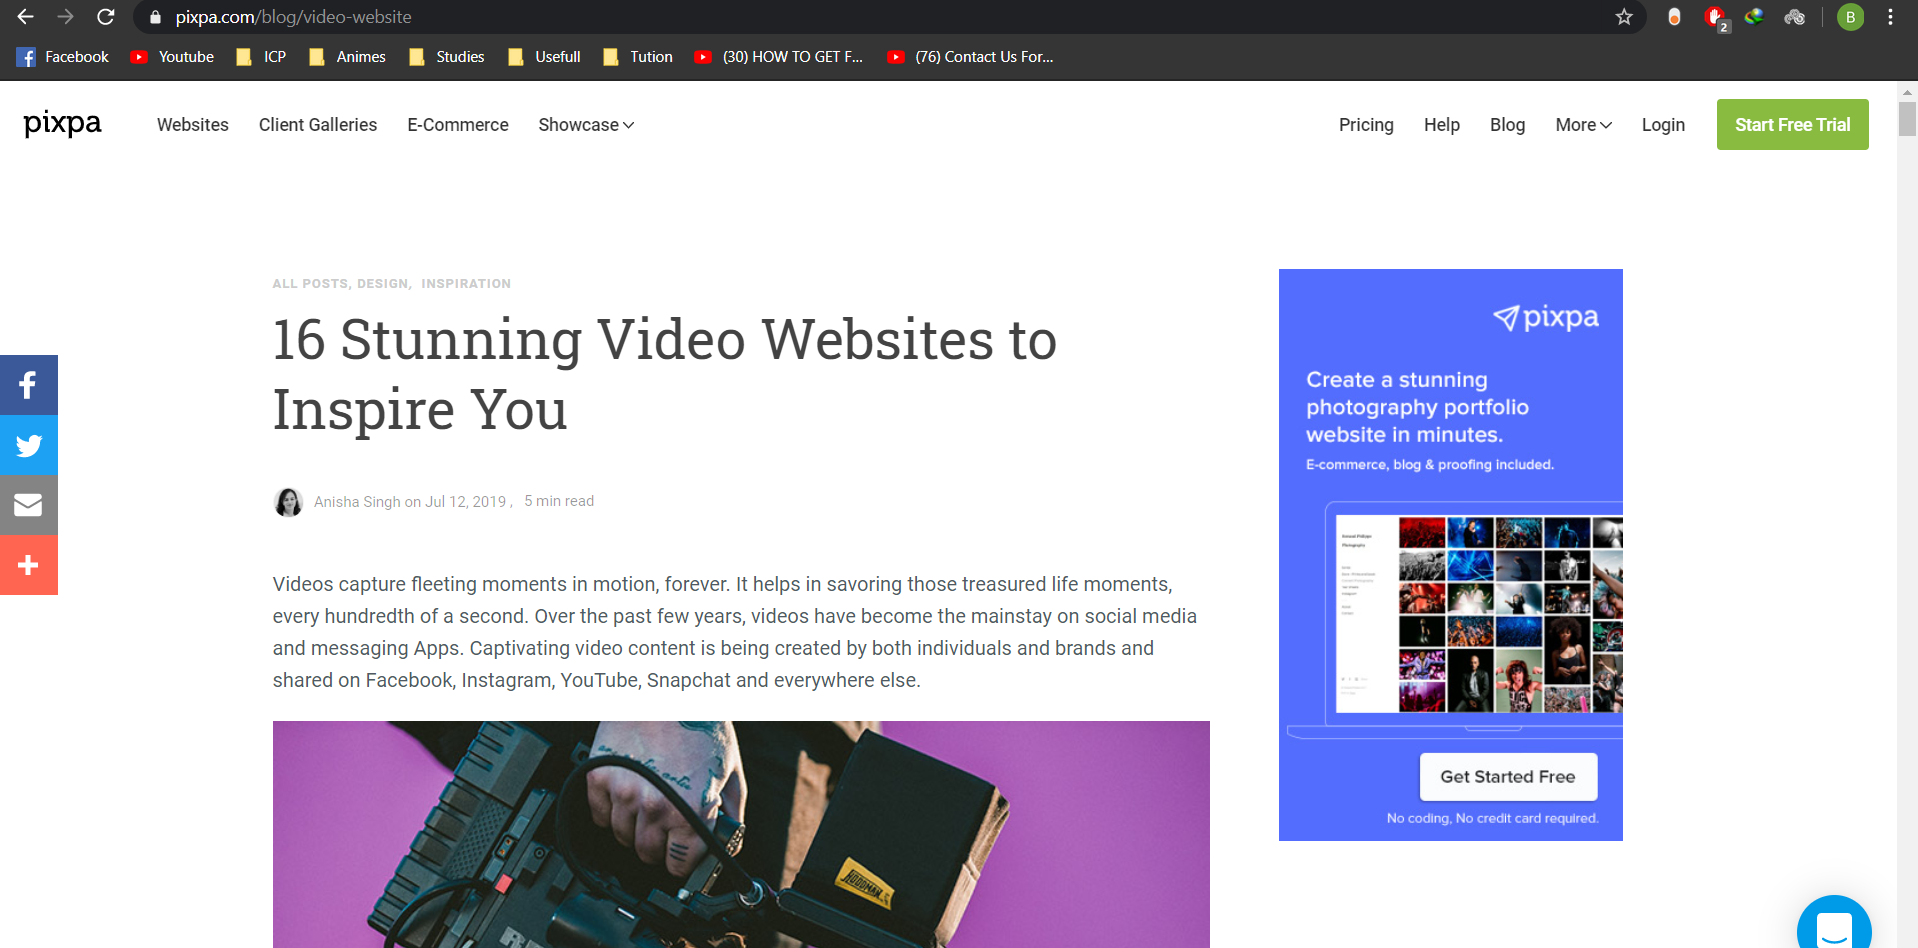 pixpa.com/blog/video-website
2
B
Facebook
Youtube
ICP
Animes
Studies
Usefull
Tution
(30) HOW TO GET F...
(76) Contact Us For...
pixpa
Websites
Client Galleries
E-Commerce
Showcase
Pricing
Help
Blog
More
Login
Start Free Trial
ALL POSTS, DESIGN, INSPIRATION
16 Stunning Video Websites to
Inspire You
Anisha Singh on Jul 12, 2019 , 5 min read
Videos capture fleeting moments in motion, forever. It helps in savoring those treasured life moments,
every hundredth of a second. Over the past few years, videos have become the mainstay on social media
and messaging Apps. Captivating video content is being created by both individuals and brands and
shared on Facebook, Instagram, YouTube, Snapchat and everywhere else.
HOODMAN
pixpa
Create a stunning
photography portfolio
website in minutes.
E-commerce, blog & proofing included.
Get Started Free
No coding, No credit card required.